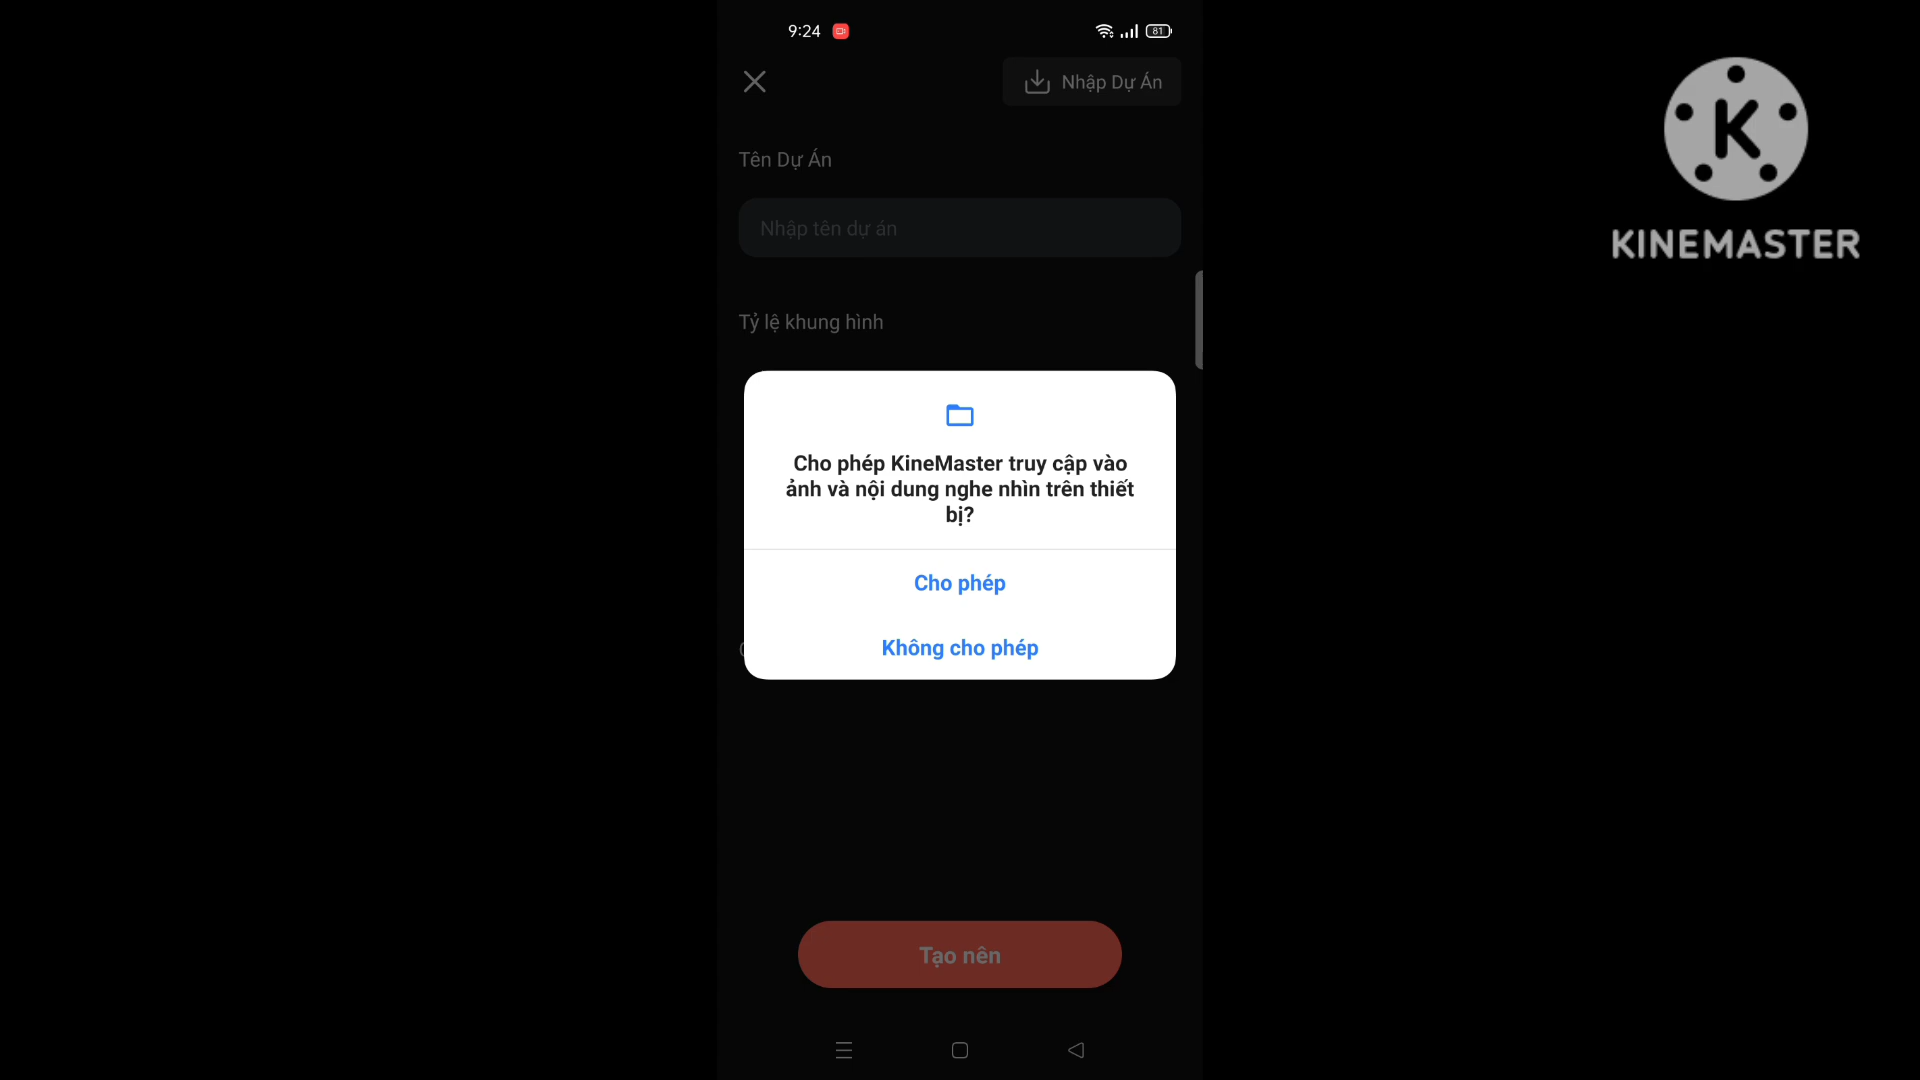 9:24
81
Nhập Dự Án
K
KINEMASTER
Tên Dự Án
Nhập tên dự án
Tỷ lệ khung hình
Cho phép KineMaster truy cập vào
ảnh và nội dung nghe nhìn trên thiết
bị?
Cho phép
Không cho phép
Tạo nên